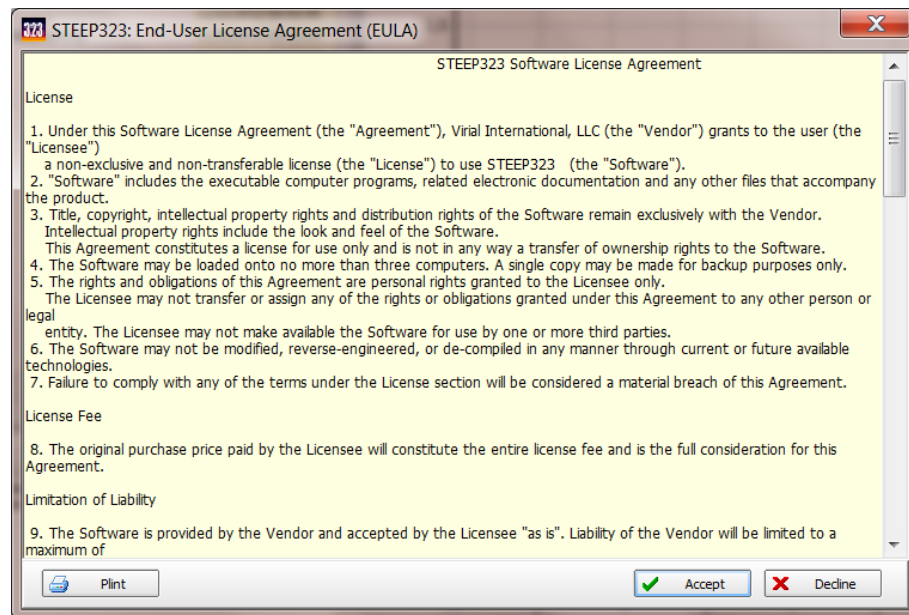 323 STEEP323: End-User License Agreement (EULA)
STEEP323 Software License Agreement
License
1. Under this Software License Agreement (the "Agreement"), Virial International, LLC (the "Vendor") grants to the user (the
"Licensee")
a non-exclusive and non-transferable license (the "License") to use STEEP323 (the "Software").
2. "Software" includes the executable computer programs, related electronic documentation and any other files that accompany
the product.
3. Title, copyright, intellectual property rights and distribution rights of the Software remain exclusively with the Vendor.
Intellectual property rights include the look and feel of the Software.
This Agreement constitutes a license for use only and is not in any way a transfer of ownership rights to the Software.
4. The Software may be loaded onto no more than three computers. A single copy may be made for backup purposes only.
5. The rights and obligations of this Agreement are personal rights granted to the Licensee only.
The Licensee may not transfer or assign any of the rights or obligations granted under this Agreement to any other person or
legal
entity. The Licensee may not make available the Software for use by one or more third parties.
6. The Software may not be modified, reverse-engineered, or de-compiled in any manner through current or future available
technologies.
7. Failure to comply with any of the terms under the License section will be considered a material breach of this Agreement.
License Fee
8. The original purchase price paid by the Licensee will constitute the entire license fee and is the full consideration for this
Agreement.
Limitation of Liability
9. The Software is provided by the Vendor and accepted by the Licensee "as is". Liability of the Vendor will be limited to a
maximum of
Plint Accept Decline